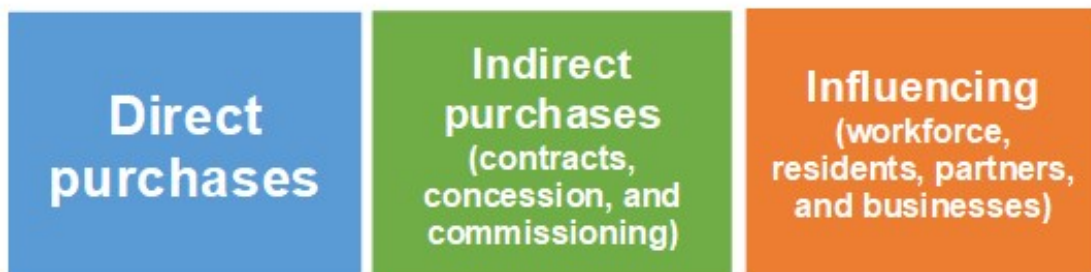 Direct
purchases
Indirect
purchases
(contracts,
concession, and
commissioning)
Influencing
(workforce,
residents, partners,
and businesses)